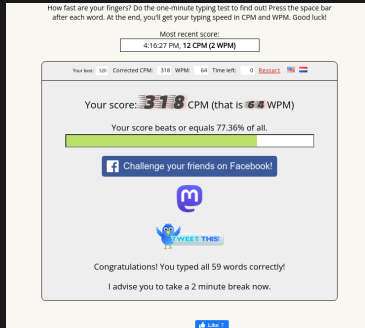 How fast are your fingers? Do the one-minute typing test to find out! Press the space bar
after each word. At the end, you'll get your typing speed in CPM and WPM. Good luck!
Most recent score:
4:16:27 PM, 12 CPM (2 WPM)
Your best: 320 Corrected CPM: 318 WPM: 64 Time left: 0 Restart
Your score: 318 CPM (that is 64 WPM)
Your score beats or equals 77.36% of all.
f Challenge your friends on Facebook!
m
TWEET THIS!
Congratulations! You typed all 59 words correctly!
I advise you to take a 2 minute break now.
Like 7